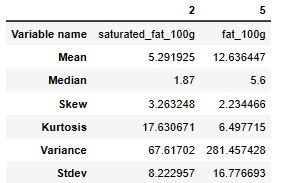 2 5
Variable name saturated_fat_100g fat_100g
Mean 5.291925 12.636447
Median 1.87 5.6
Skew 3.263248 2.234466
Kurtosis 17.630671 6.497715
Variance 67.61702 281.457428
Stdev 8.222957 16.776693